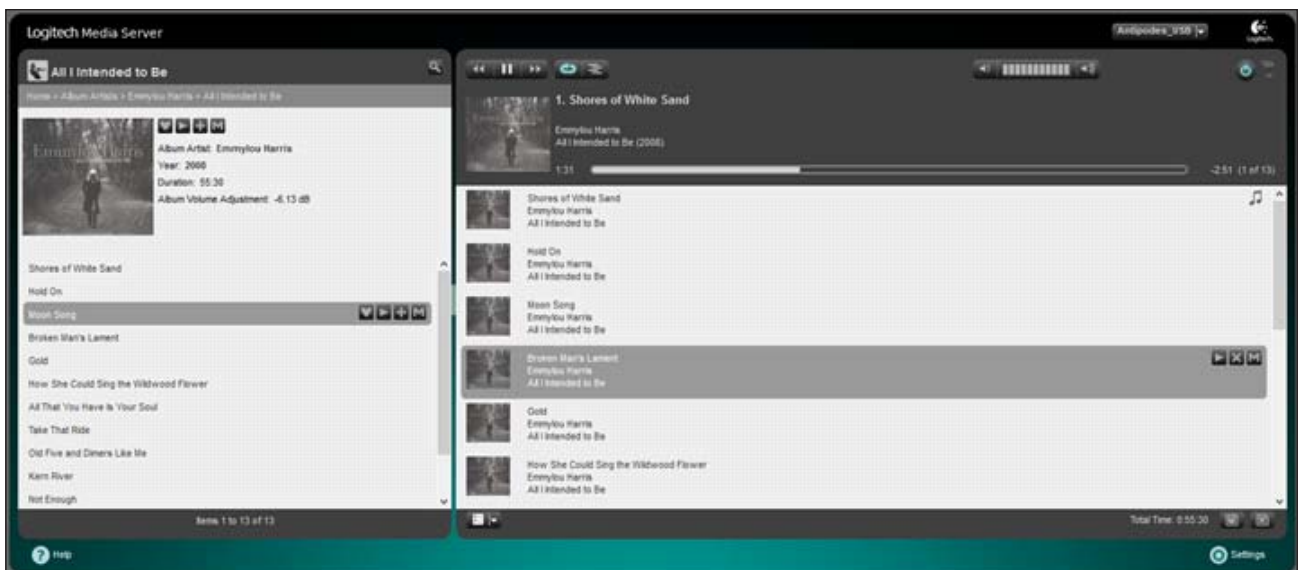 Logitech Media Server
Antipodes_USB
Logitech
All I Intended to Be
Home > Album Artists > Emmylou Harris > All I Intended to Be
Emmylou Harris
Album Artist: Emmylou Harris
Year: 2008
Duration: 55:30
Album Volume Adjustment: -6.13 dB
Shores of White Sand
Hold On
Moon Song
Broken Man's Lament
Gold
How She Could Sing the Wildwood Flower
All That You Have Is Your Soul
Take That Ride
Old Five and Dimers Like Me
Kern River
Not Enough
Items 1 to 13 of 13
1. Shores of White Sand
Emmylou Harris
All I Intended to Be (2008)
1:31
-2:51 (1 of 13)
Shores of White Sand
Emmylou Harris
All I Intended to Be
Hold On
Emmylou Harris
All I Intended to Be
Moon Song
Emmylou Harris
All I Intended to Be
Broken Man's Lament
Emmylou Harris
All I Intended to Be
Gold
Emmylou Harris
All I Intended to Be
How She Could Sing the Wildwood Flower
Emmylou Harris
All I Intended to Be
Total Time: 0:55:30
Help
Settings